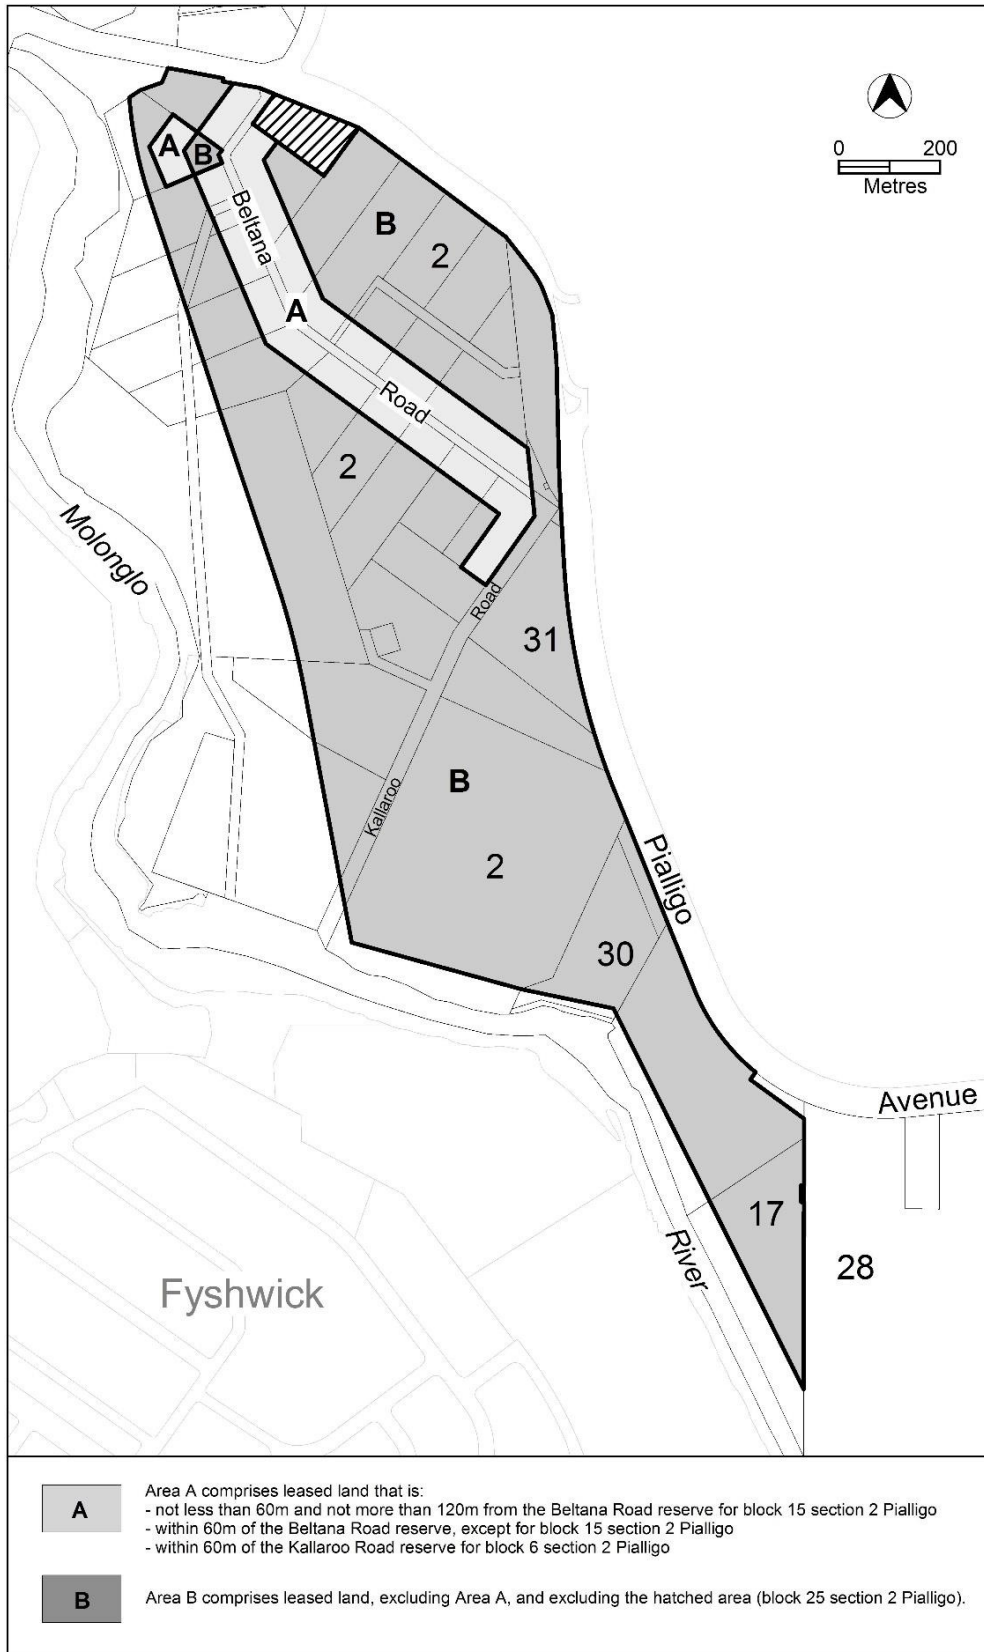 0 200
Metres
A
B
Beltana
B
2
A
Road
2
Molonglo
Road
31
B
Kallaroo
2
Pialligo
30
Avenue
17
River
28
Fyshwick
A
Area A comprises leased land that is:
- not less than 60m and not more than 120m from the Beltana Road reserve for block 15 section 2 Pialligo
- within 60m of the Beltana Road reserve, except for block 15 section 2 Pialligo
- within 60m of the Kallaroo Road reserve for block 6 section 2 Pialligo
B
Area B comprises leased land, excluding Area A, and excluding the hatched area (block 25 section 2 Pialligo).